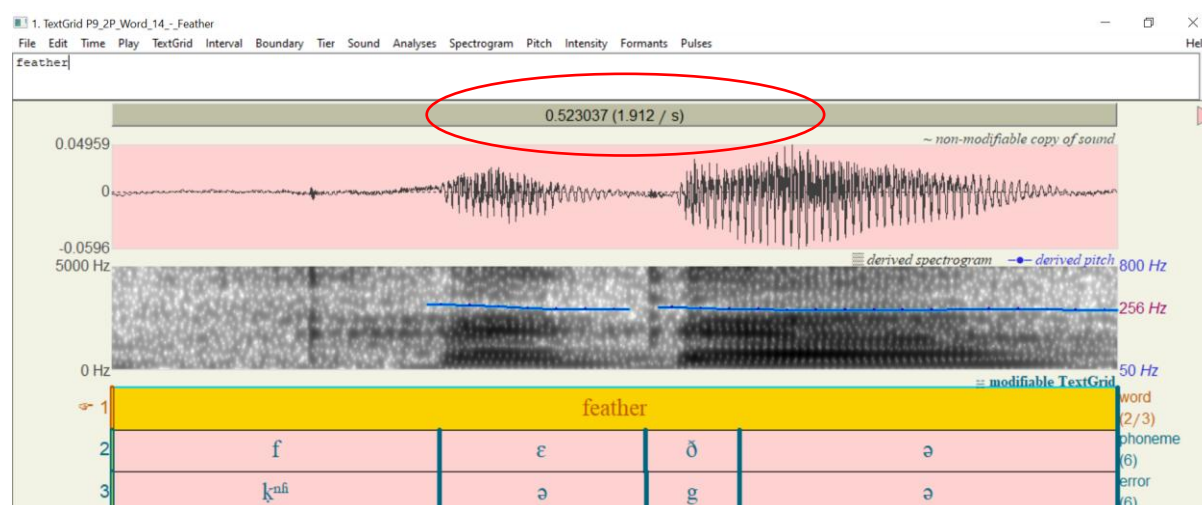 1. TextGrid P9_2P_Word_14_-_Feather
File Edit Time Play TextGrid Interval Boundary Tier Sound Analyses Spectrogram Pitch Intensity Formants Pulses Hel
feather
0.523037 (1.912 / s)
0.04959
~ non-modifiable copy of sound
0
-0.0596
5000 Hz
derived spectrogram derived pitch 800 Hz
256 Hz
0 Hz
50 Hz
modifiable TextGrid
1 feather word
(2/3)
2 f ɛ ð ə phoneme
(6)
3 ə g ə error
(6)